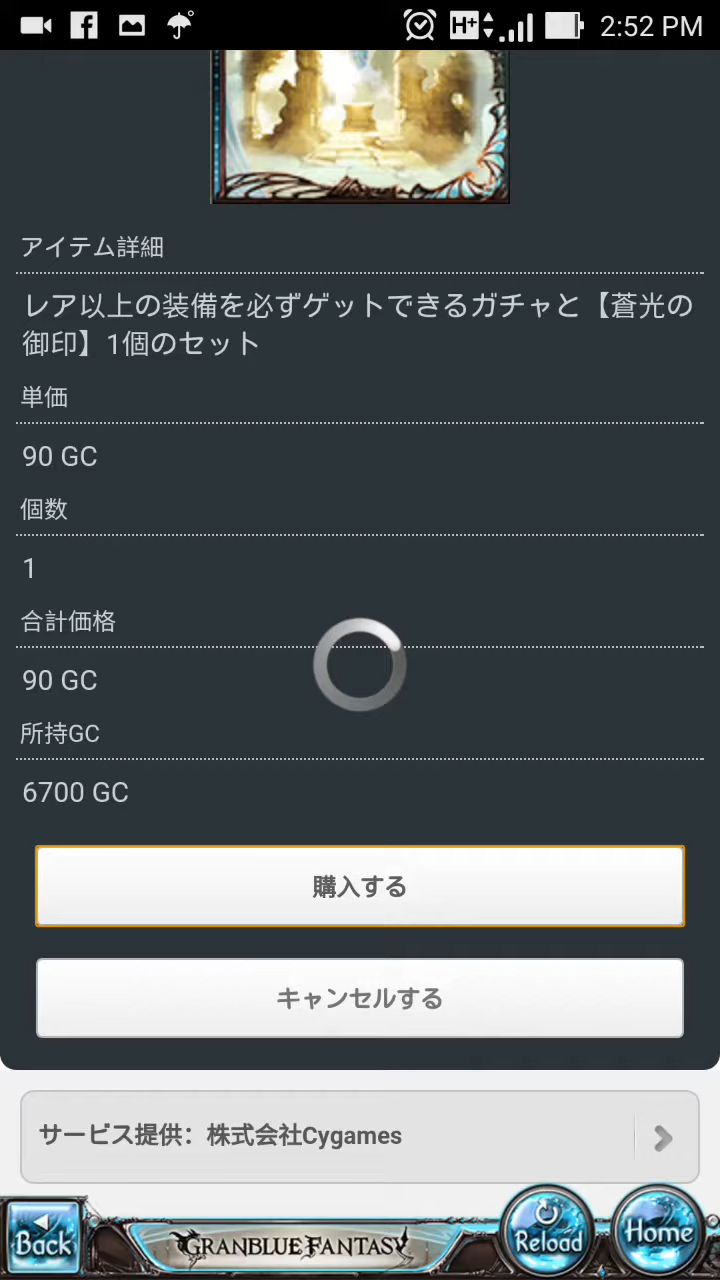 H+ 2:52 PM
アイテム詳細
レア以上の装備を必ずゲットできるガチャと【蒼光の
御印】1個のセット
単価
90 GC
個数
1
合計価格
90 GC
所持GC
6700 GC
購入する
キャンセルする
サービス提供：株式会社Cygames
Back GRANBLUE FANTASY Reload Home